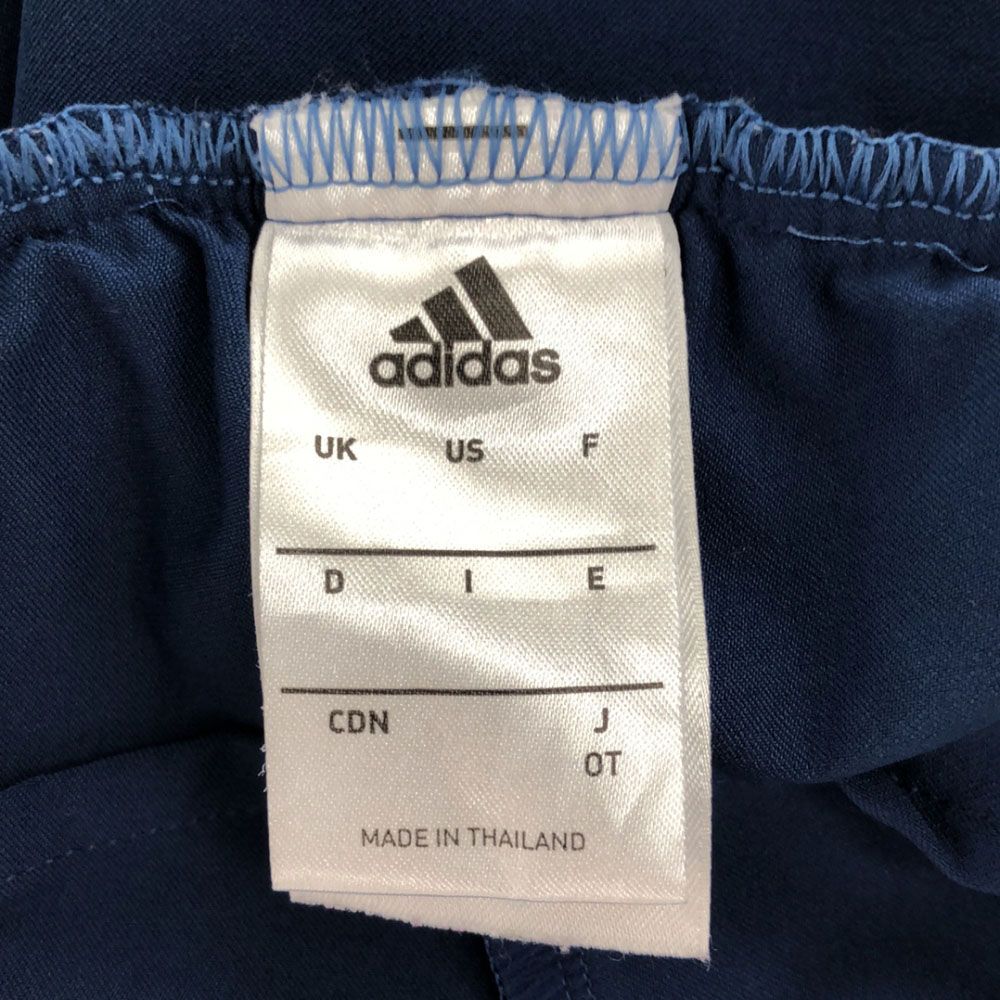 adidas
UK US F
D I E
CDN J
OT
MADE IN THAILAND